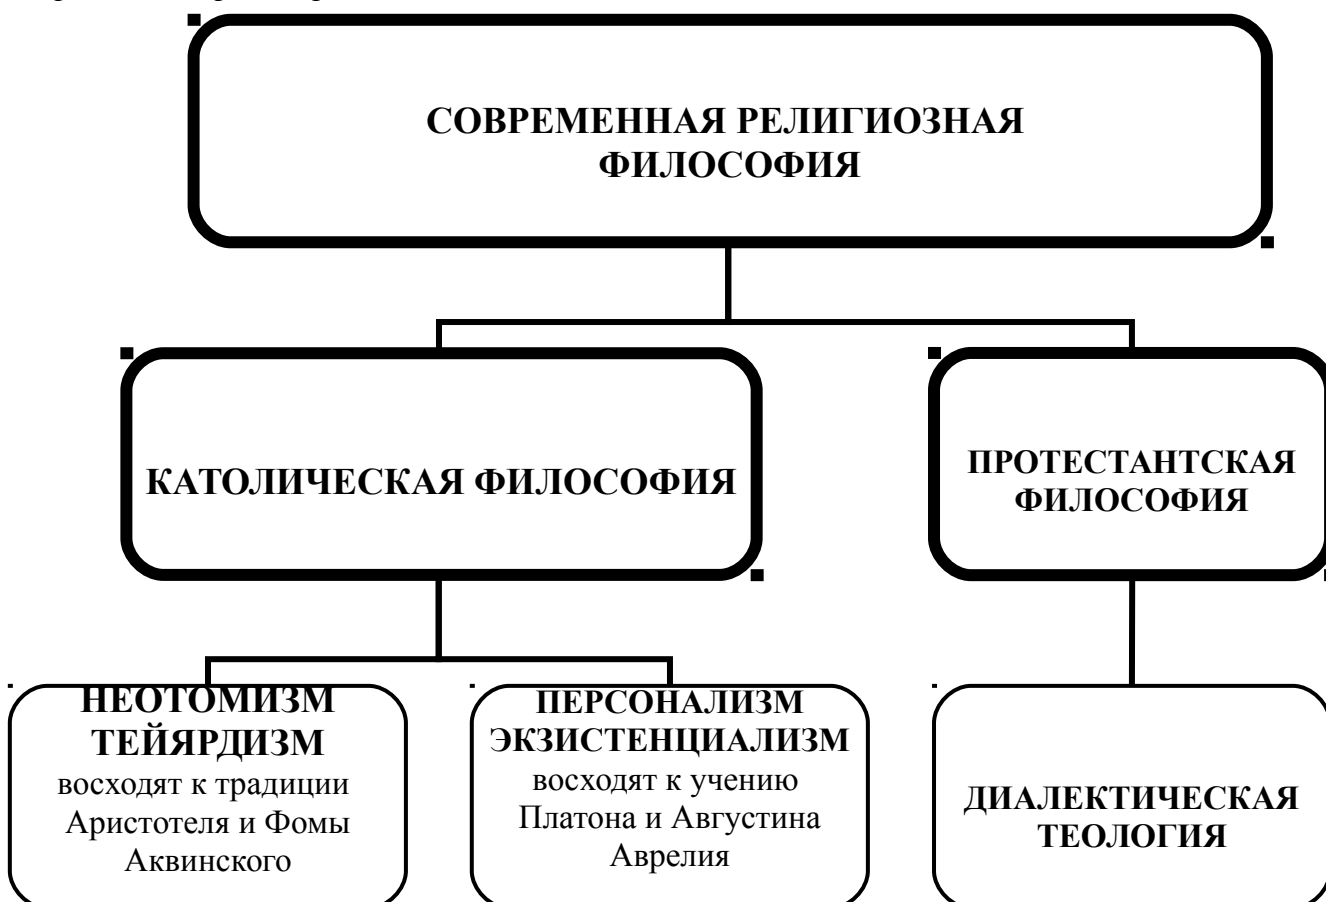 СОВРЕМЕННАЯ РЕЛИГИОЗНАЯ
ФИЛОСОФИЯ
КАТОЛИЧЕСКАЯ ФИЛОСОФИЯ
ПРОТЕСТАНТСКАЯ
ФИЛОСОФИЯ
НЕОТОМИЗМ
ТЕЙЯРДИЗМ
восходят к традиции
Аристотеля и Фомы
Аквинского
ПЕРСОНАЛИЗМ
ЭКЗИСТЕНЦИАЛИЗМ
восходят к учению
Платона и Августина
Аврелия
ДИАЛЕКТИЧЕСКАЯ
ТЕОЛОГИЯ